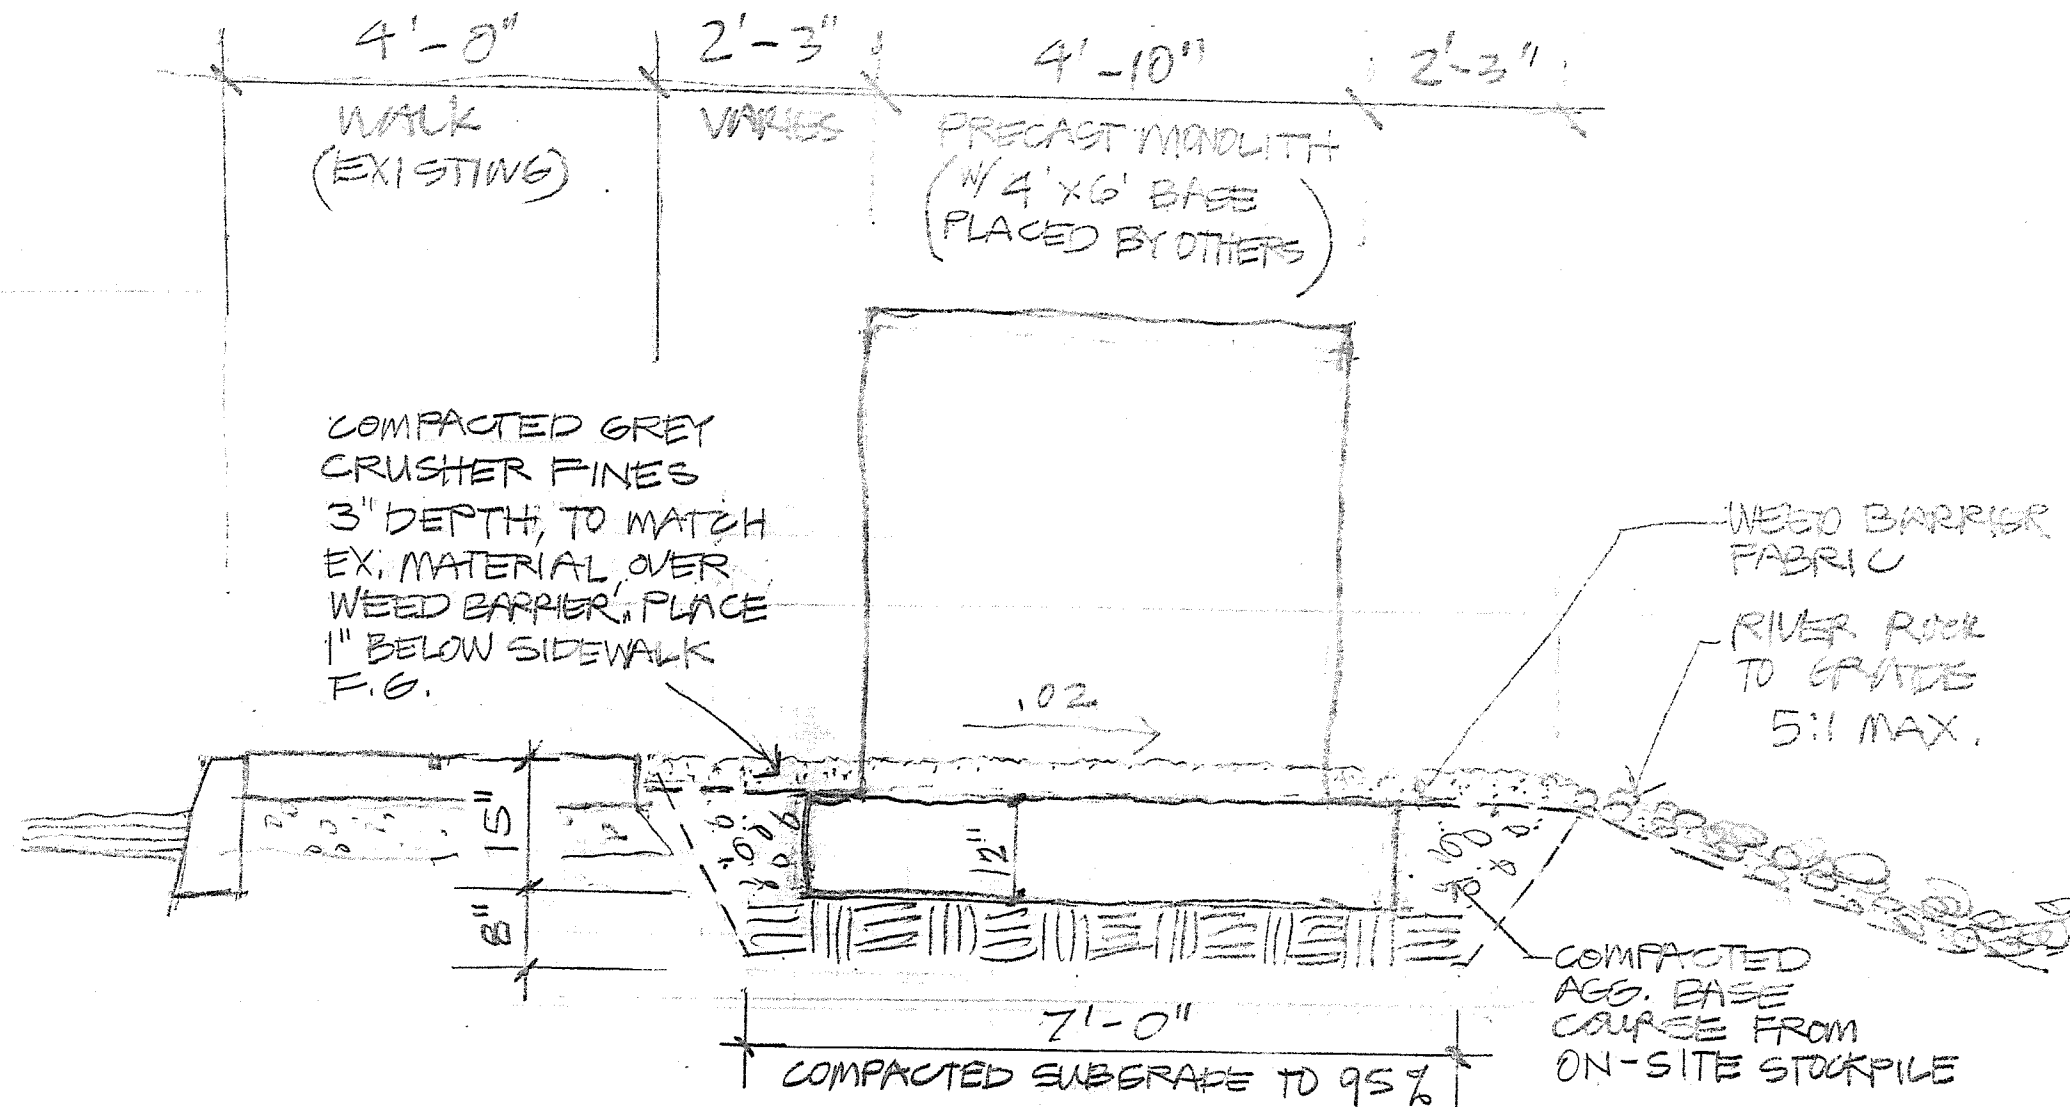 4'-0"
2'-3"
4'-10"
2'-3"
WALK
(EXISTING)
VARIES
PRECAST MONOLITH
(W/ 4'X6' BASE
PLACED BY OTHERS)
COMPACTED GREY
CRUSHER FINES
3" DEPTH, TO MATCH
EX. MATERIAL, OVER
WEED BARRIER, PLACE
1" BELOW SIDEWALK
F.G.
WEED BARRIER
FABRIC
RIVER ROCK
TO GRADE
5:1 MAX.
.02
15"
12"
8"
COMPACTED
AGG. BASE
COURSE FROM
ON-SITE STOCKPILE
7'-0"
COMPACTED SUBGRADE TO 95%